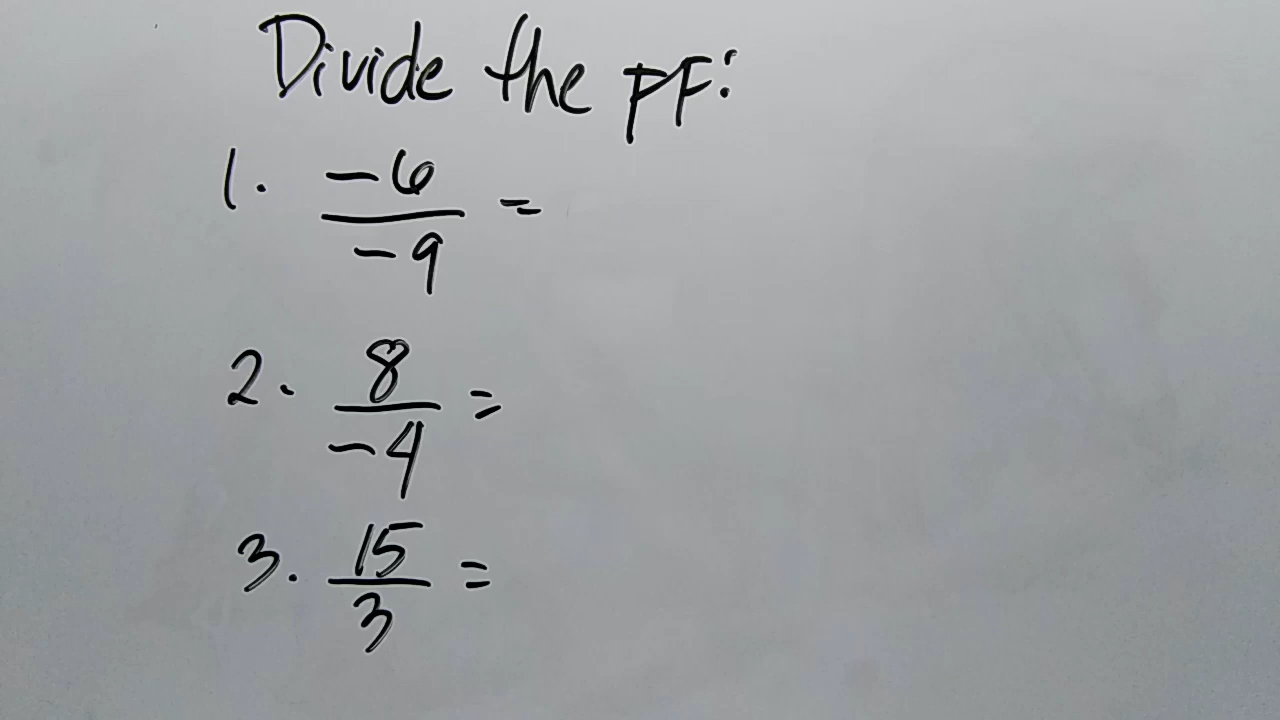 Divide the PF:
1. -6/-9 =
2. 8/-4 =
3. 15/3 =